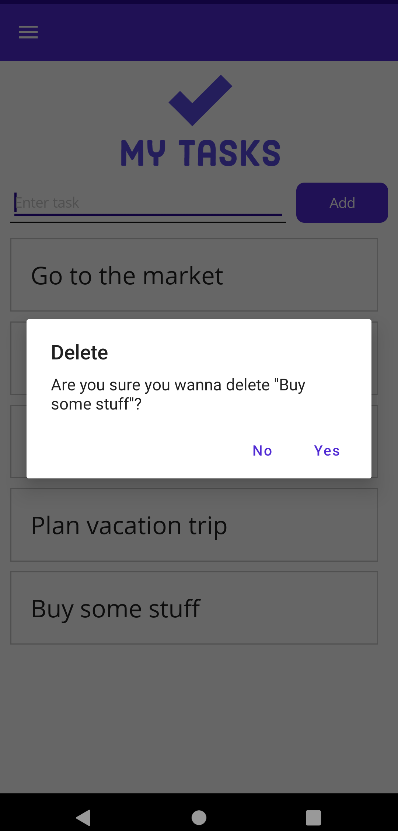 MY TASKS
Enter task
Add
Go to the market
Delete
Are you sure you wanna delete "Buy
some stuff"?
No
Yes
Plan vacation trip
Buy some stuff